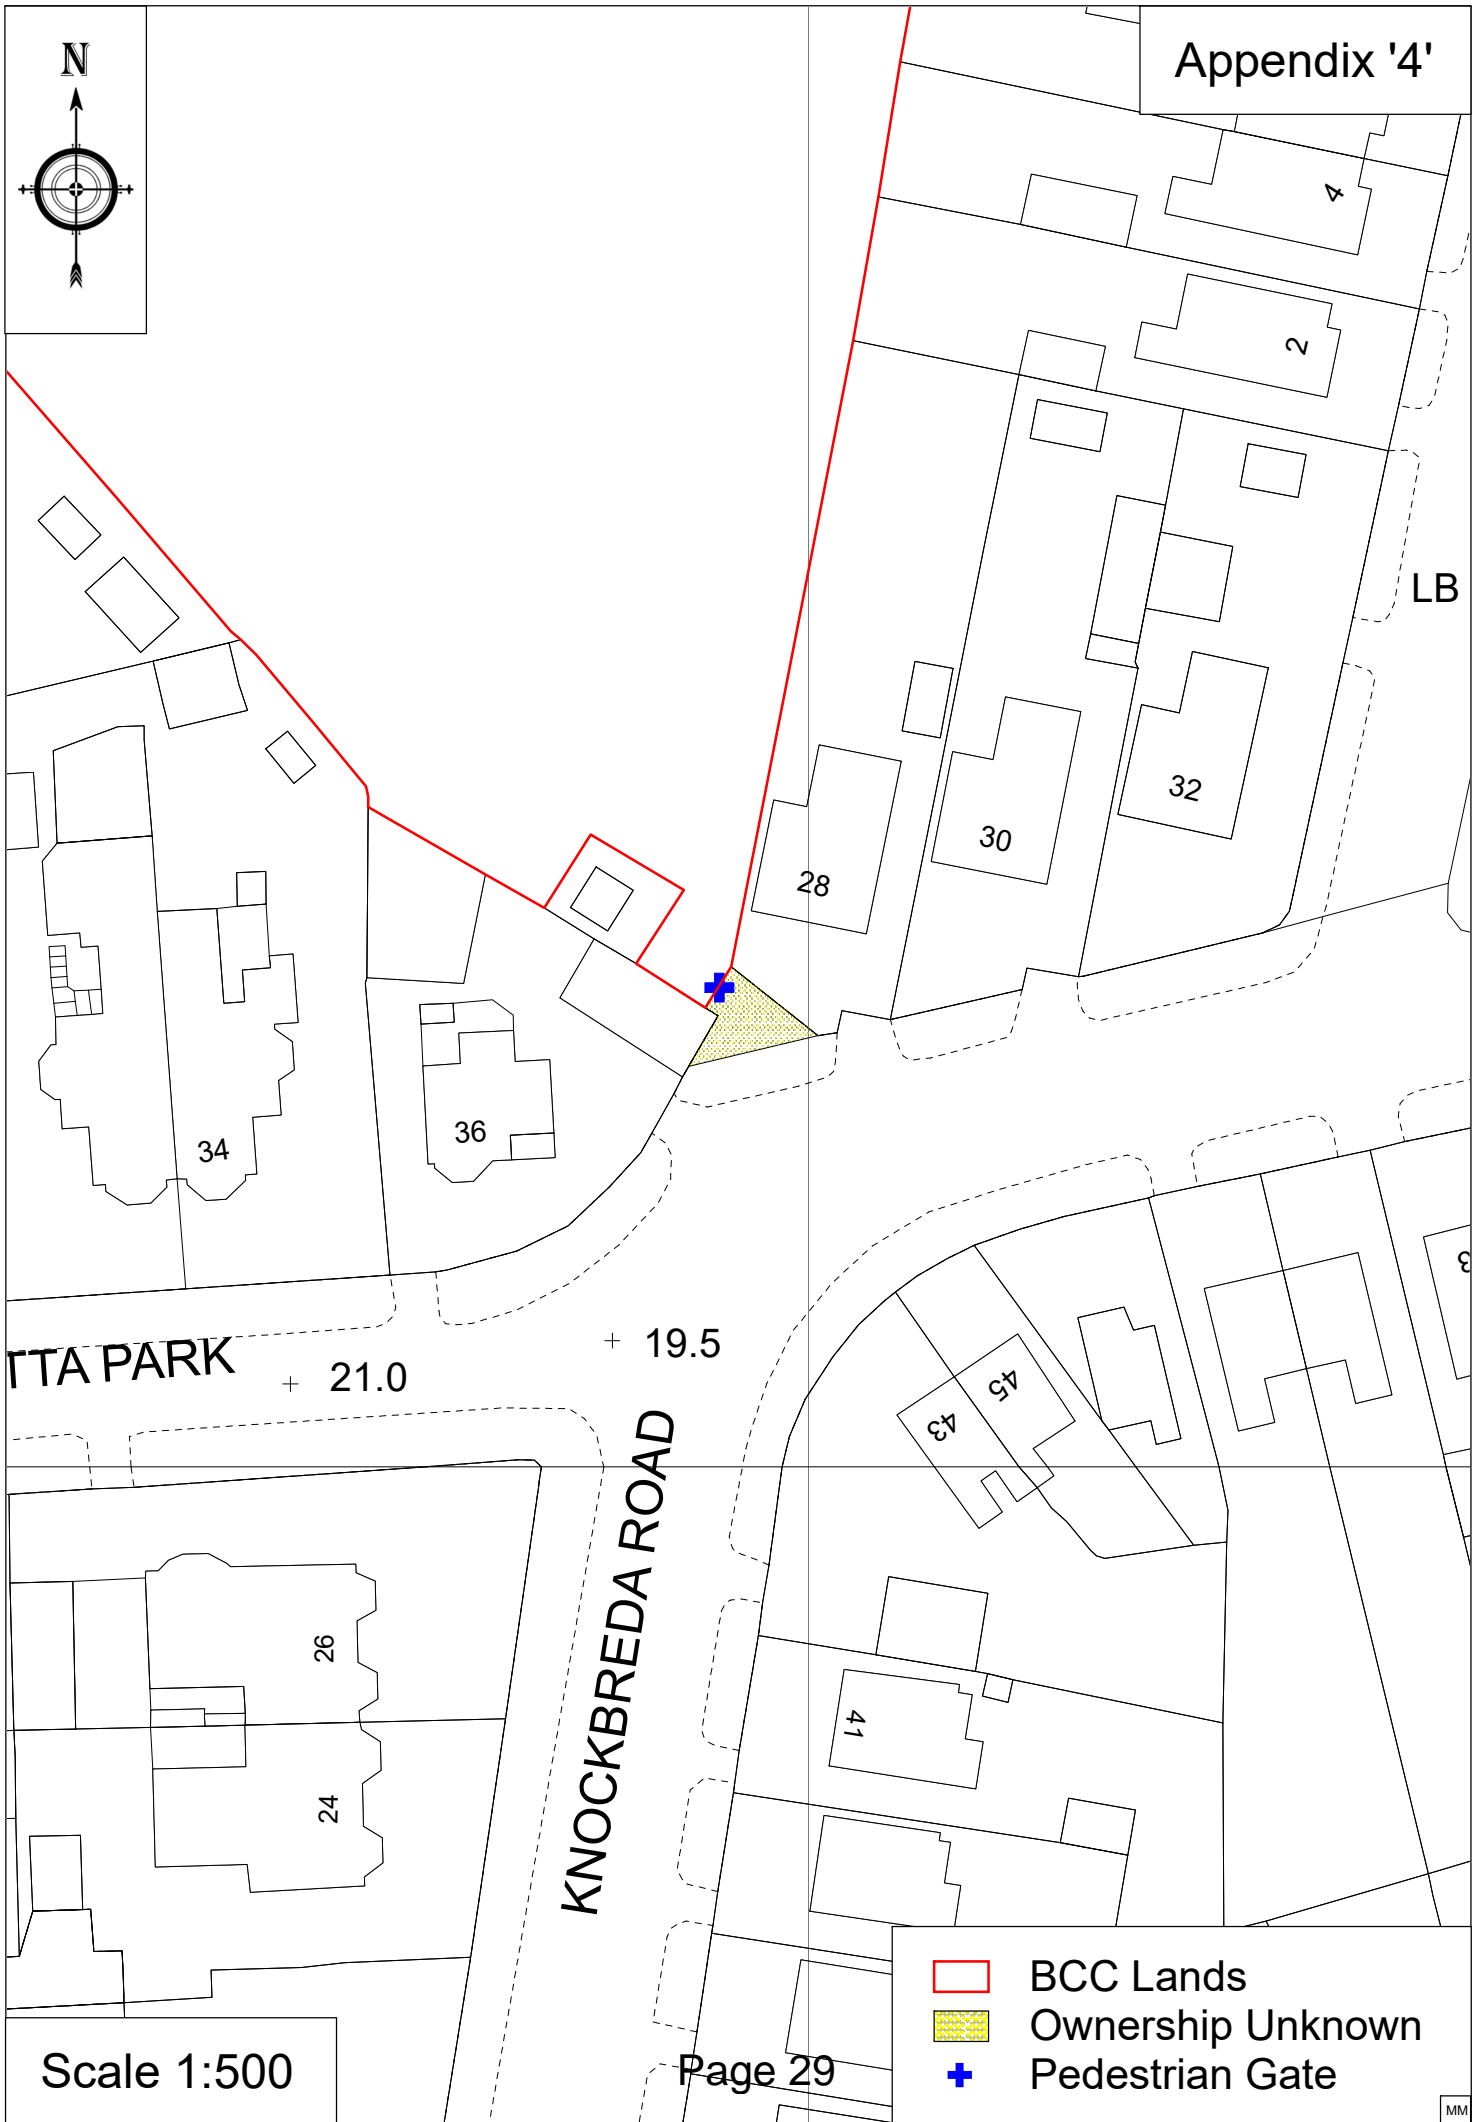 N
Appendix '4'
4
2
LB
32
30
28
36
34
19.5
TTA PARK
21.0
45
43
3
KNOCKBREDA ROAD
26
41
24
BCC Lands
Ownership Unknown
Pedestrian Gate
Scale 1:500
Page 29
MM